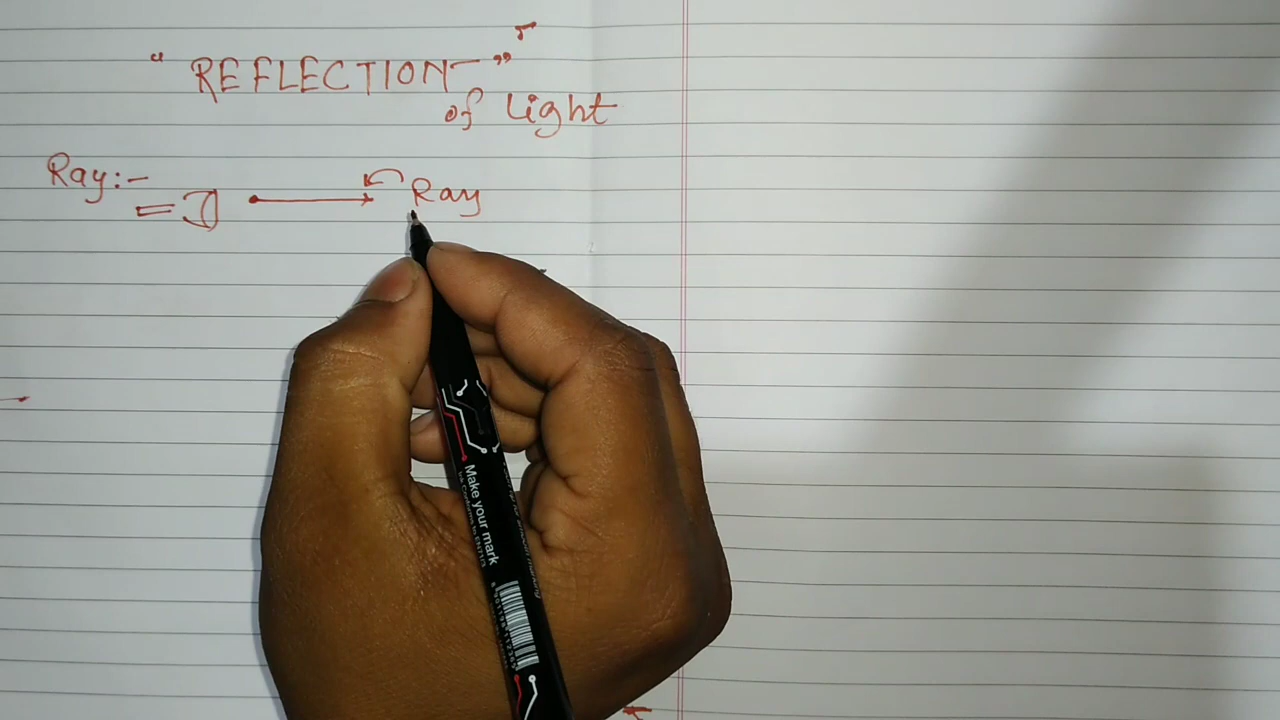 “ REFLECTION ”
of Light
Ray:-
Ray
Make your mark